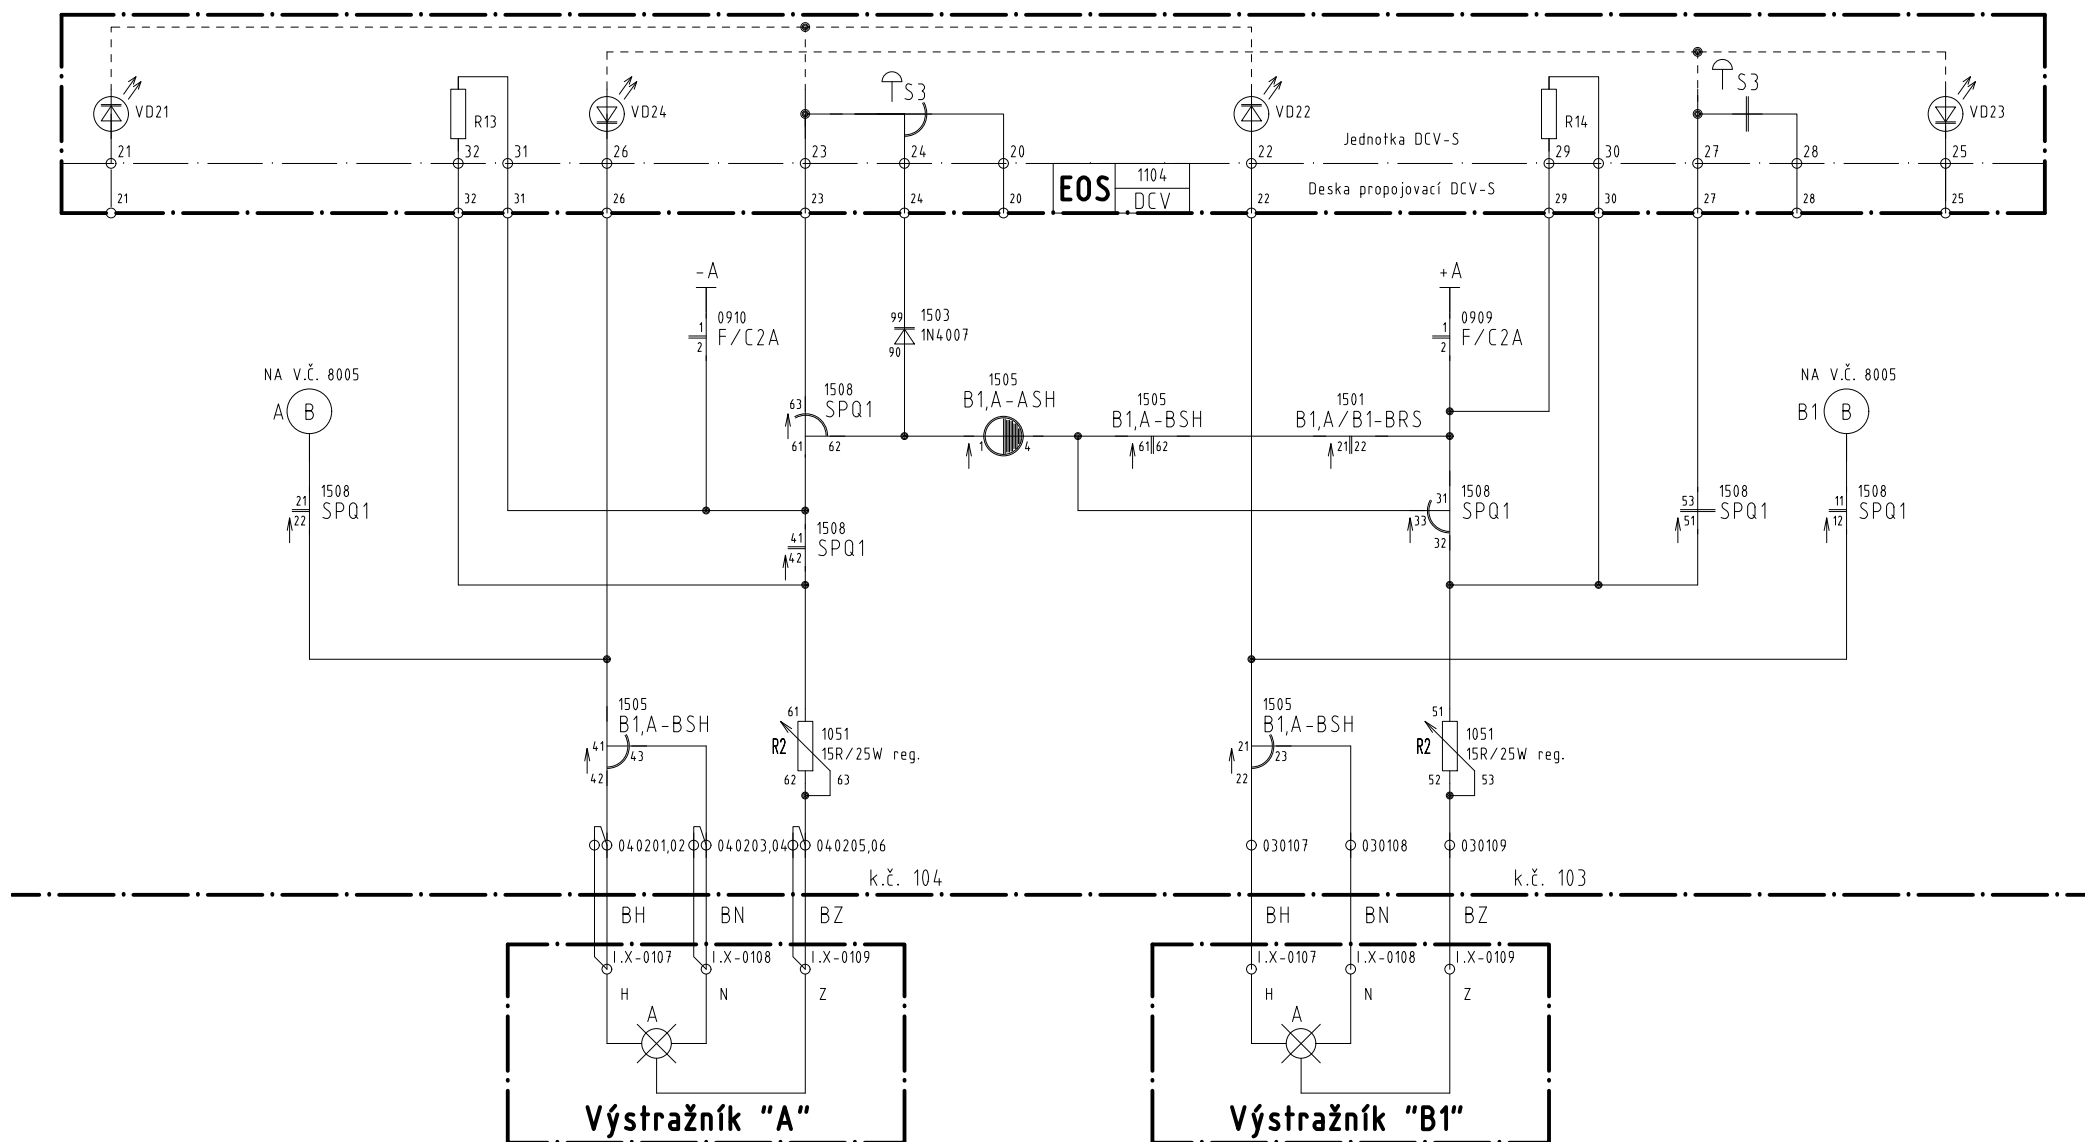 S3
S3
VD21
R13
VD24
VD22
R14
VD23
Jednotka DCV-S
21
32
31
26
23
24
20
22
29
30
27
28
25
EOS
1104
DCV
Deska propojovací DCV-S
21
32
31
26
23
24
20
22
29
30
27
28
25
-A
+A
1
2
0910
F/C2A
99
90
1503
1N4007
1
2
0909
F/C2A
NA V.Č. 8005
A
B
NA V.Č. 8005
B1
B
63
61
62
1508
SPQ1
1505
B1,A-ASH
1
4
1505
B1,A-BSH
61
62
1501
B1,A/B1-BRS
21
22
21
22
1508
SPQ1
31
33
32
1508
SPQ1
53
51
1508
SPQ1
11
12
1508
SPQ1
41
42
1508
SPQ1
1505
B1,A-BSH
41
43
42
61
R2
1051
15R/25W reg.
62
63
1505
B1,A-BSH
21
23
22
51
R2
1051
15R/25W reg.
52
53
040201,02
040203,04
040205,06
030107
030108
030109
k.č. 104
k.č. 103
BH
BN
BZ
BH
BN
BZ
I.X-0107
I.X-0108
I.X-0109
I.X-0107
I.X-0108
I.X-0109
H
N
Z
H
N
Z
A
A
Výstražník "A"
Výstražník "B1"